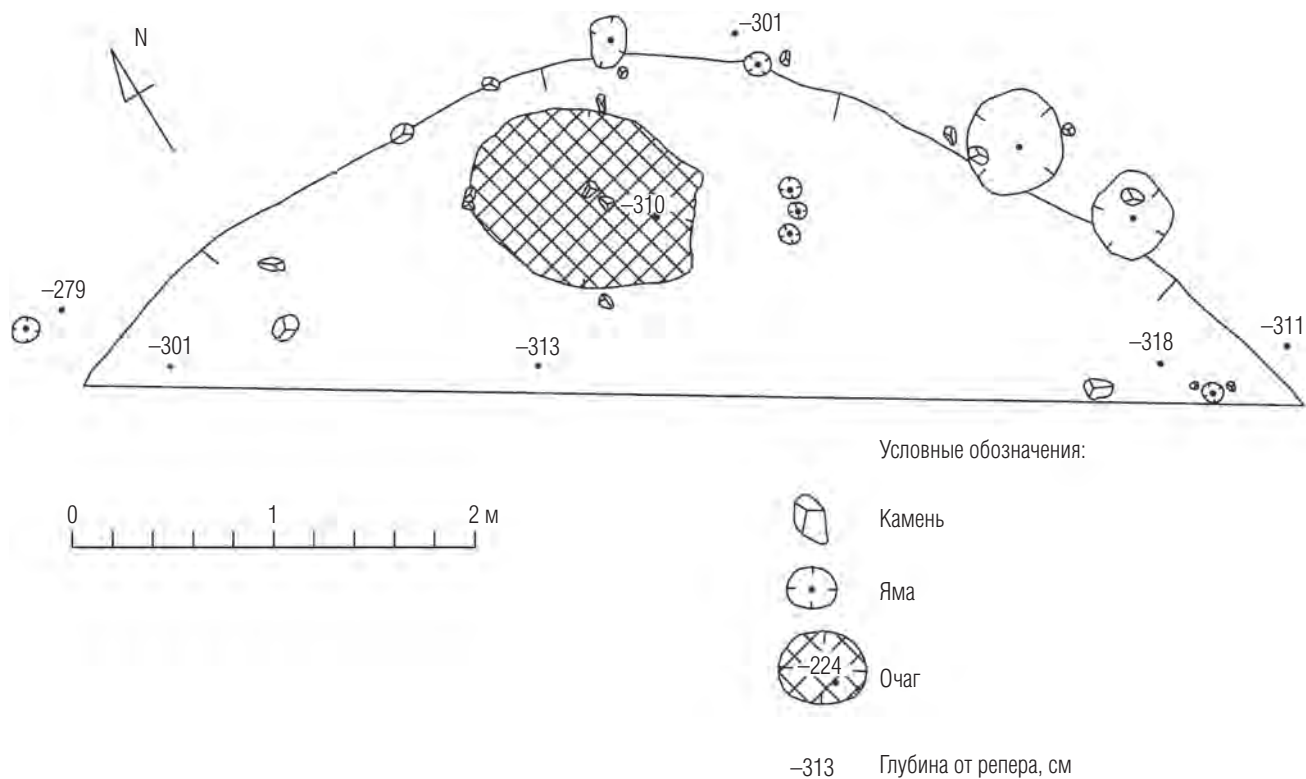 –301
N
–310
–279
–301
–313
–318
–311
Условные обозначения:
0 1 2 м
Камень
Яма
–224
Очаг
–313 Глубина от репера, см